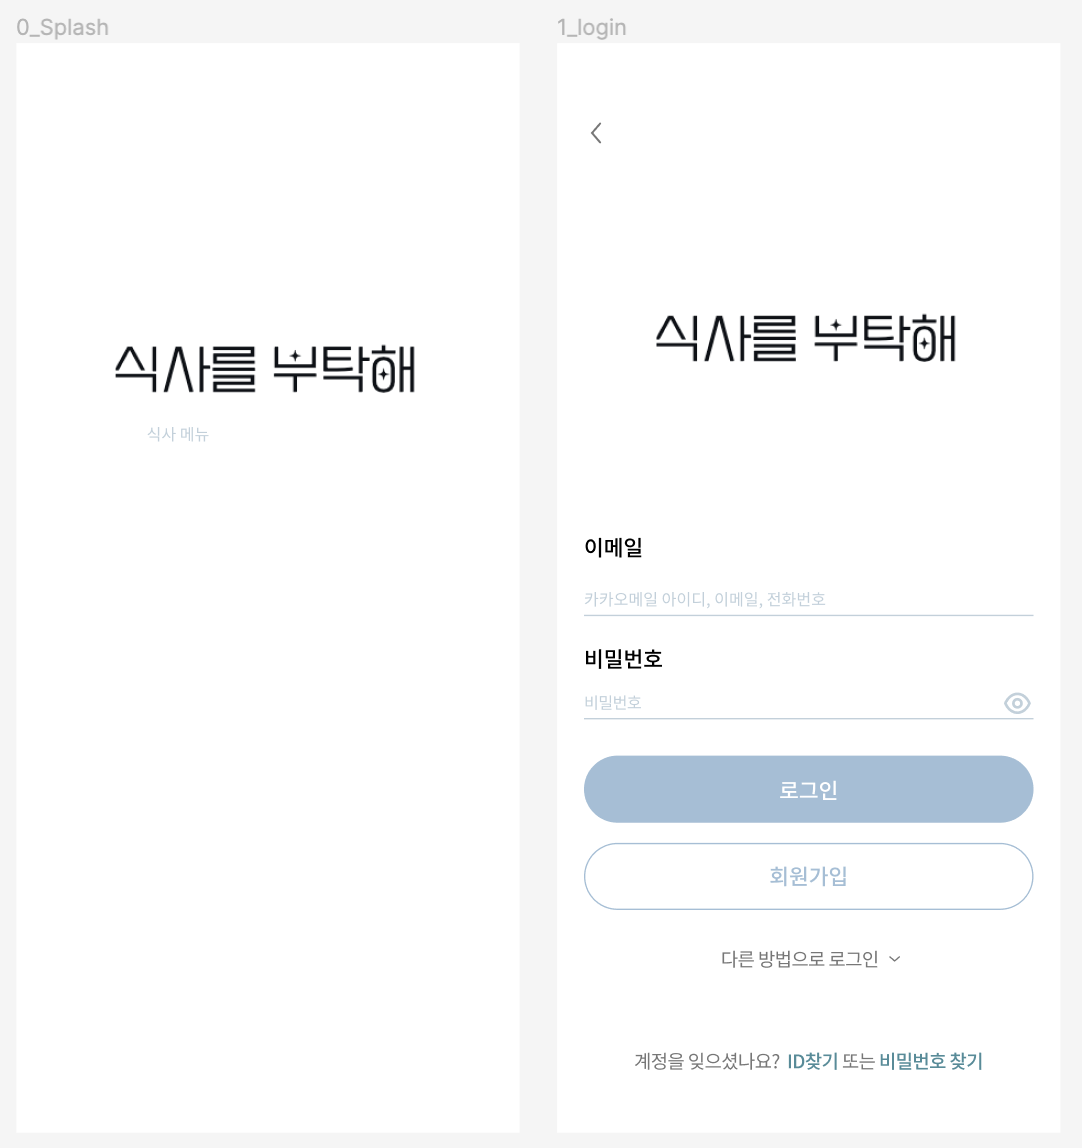 0_Splash
식사를 부탁해
식사 메뉴
1_login
식사를 부탁해
이메일
카카오메일 아이디, 이메일, 전화번호
비밀번호
비밀번호
로그인
회원가입
다른 방법으로 로그인
계정을 잊으셨나요? ID찾기 또는 비밀번호 찾기